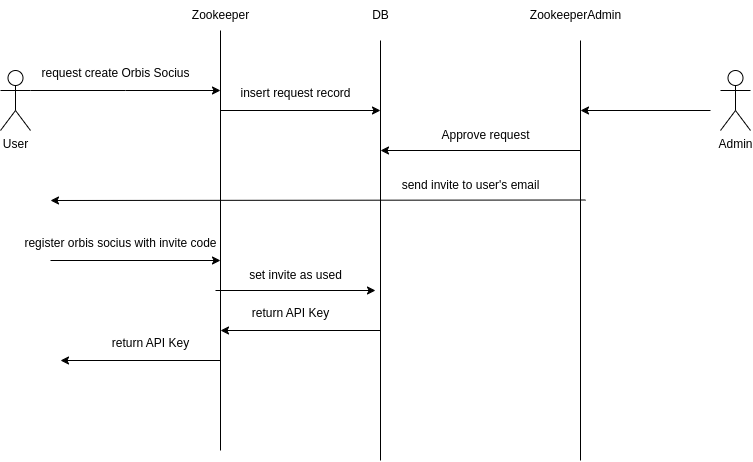 Zookeeper
DB
ZookeeperAdmin
request create Orbis Socius
insert request record
User
Admin
Approve request
send invite to user's email
register orbis socius with invite code
set invite as used
return API Key
return API Key